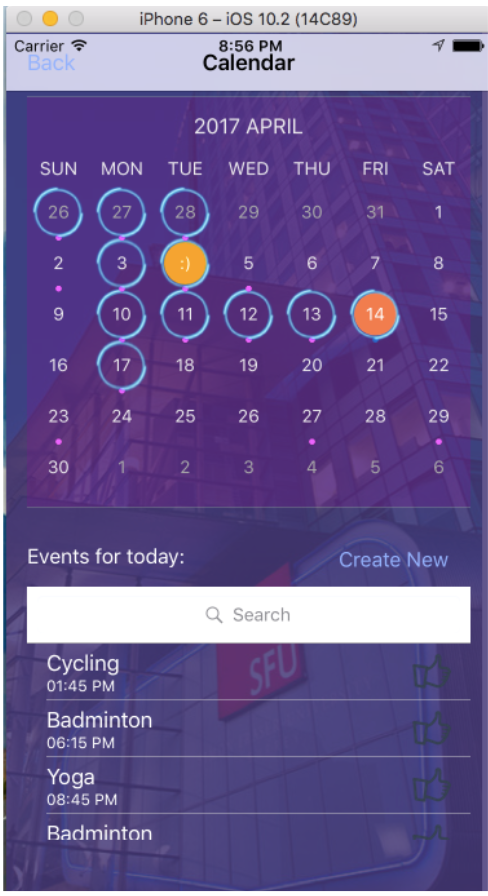 iPhone 6 – iOS 10.2 (14C89)
Carrier 8:56 PM
Back Calendar
2017 APRIL
SUN MON TUE WED THU FRI SAT
26 27 28 29 30 31 1
2 3 :) 5 6 7 8
9 10 11 12 13 14 15
16 17 18 19 20 21 22
23 24 25 26 27 28 29
30 1 2 3 4 5 6
Events for today: Create New
Search
SFU
Cycling
01:45 PM
Badminton
06:15 PM
Yoga
08:45 PM
Badminton